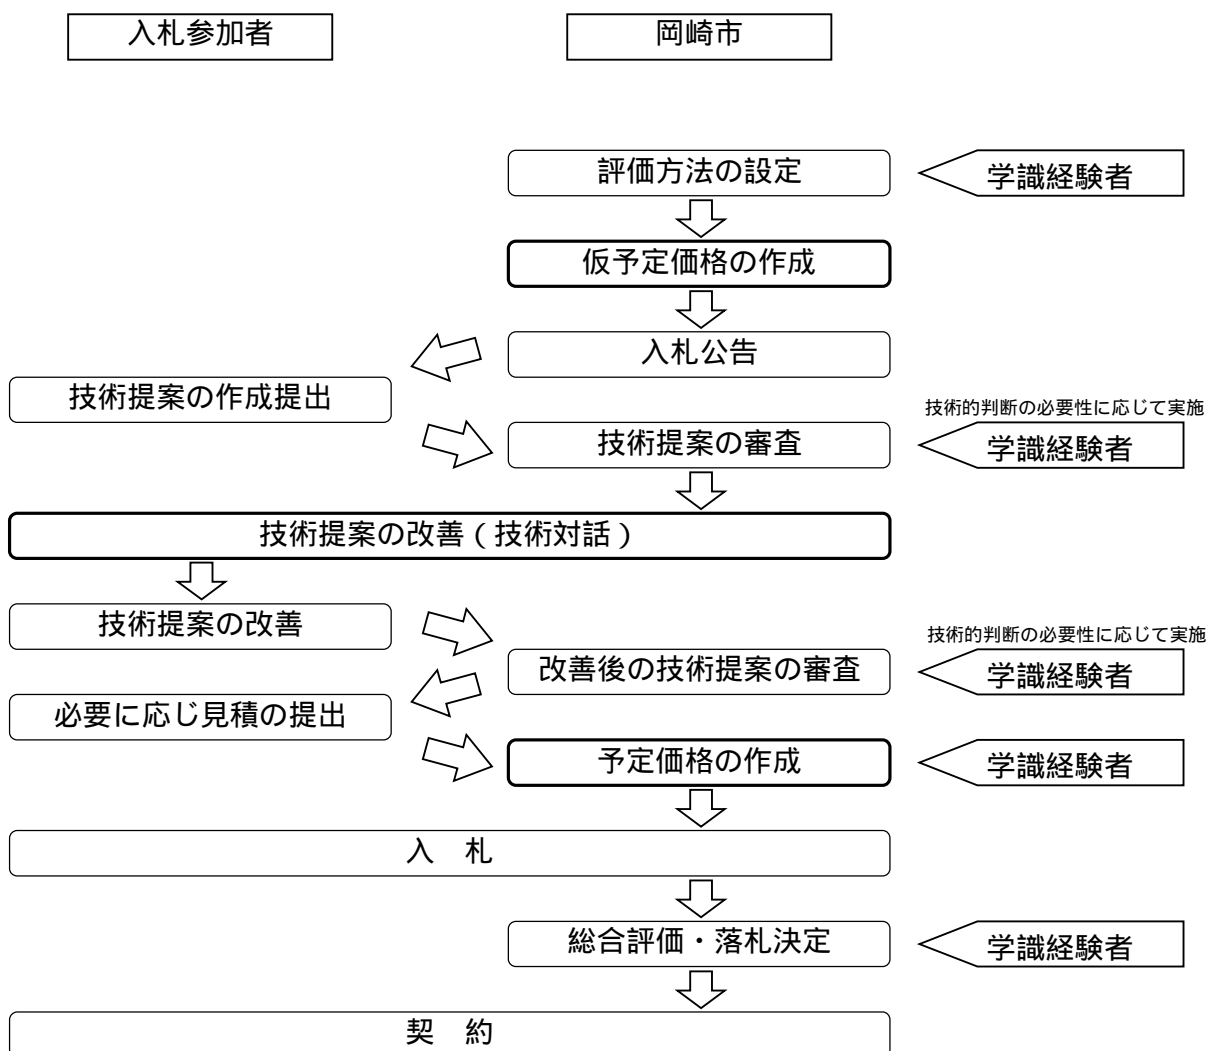 入札参加者
岡崎市
評価方法の設定
学識経験者
仮予定価格の作成
入札公告
技術提案の作成提出
技術的判断の必要性に応じて実施
技術提案の審査
学識経験者
技術提案の改善(技術対話)
技術提案の改善
技術的判断の必要性に応じて実施
改善後の技術提案の審査
学識経験者
必要に応じ見積の提出
予定価格の作成
学識経験者
入　札
総合評価・落札決定
学識経験者
契　約